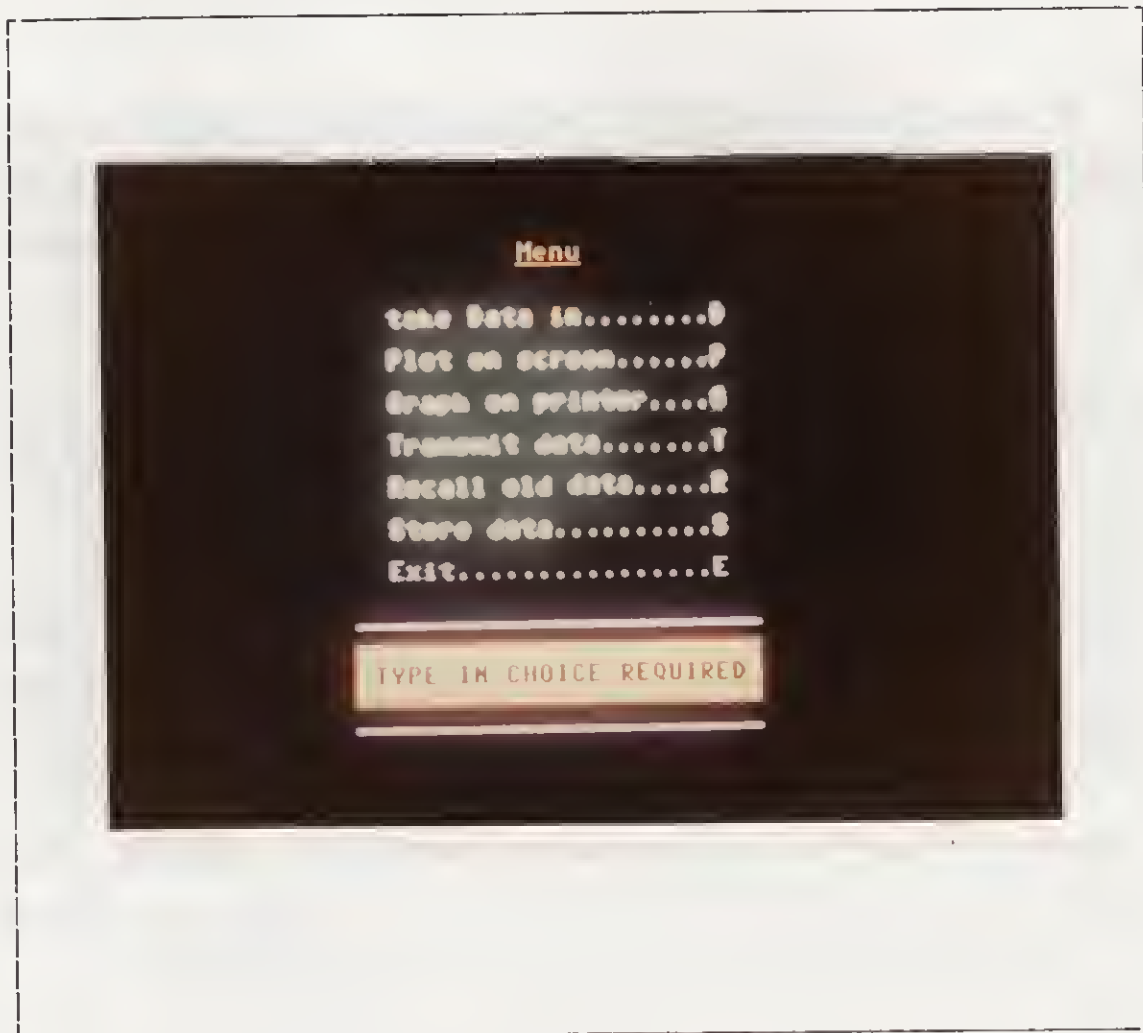 Menu
take Data in........D
Plot on screen......P
Graph on printer....G
Transmit data.......T
Recall old data.....R
Store data..........S
Exit.................E
TYPE IN CHOICE REQUIRED